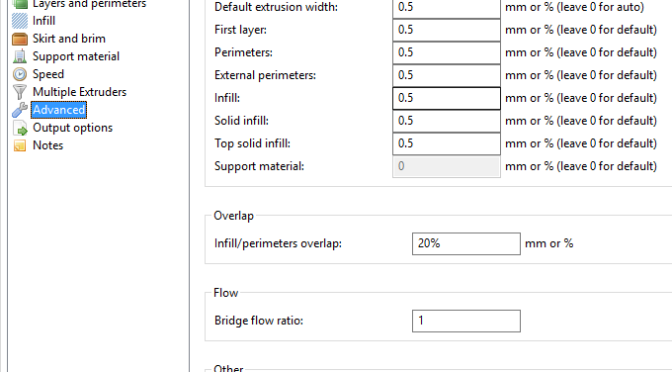 Layers and perimeters
Infill
Skirt and brim
Support material
Speed
Multiple Extruders
Advanced
Output options
Notes
Default extrusion width: 0.5 mm or % (leave 0 for auto)
First layer: 0.5 mm or % (leave 0 for default)
Perimeters: 0.5 mm or % (leave 0 for default)
External perimeters: 0.5 mm or % (leave 0 for default)
Infill: 0.5 mm or % (leave 0 for default)
Solid infill: 0.5 mm or % (leave 0 for default)
Top solid infill: 0.5 mm or % (leave 0 for default)
Support material: 0 mm or % (leave 0 for default)
Overlap
Infill/perimeters overlap: 20% mm or %
Flow
Bridge flow ratio: 1
Other